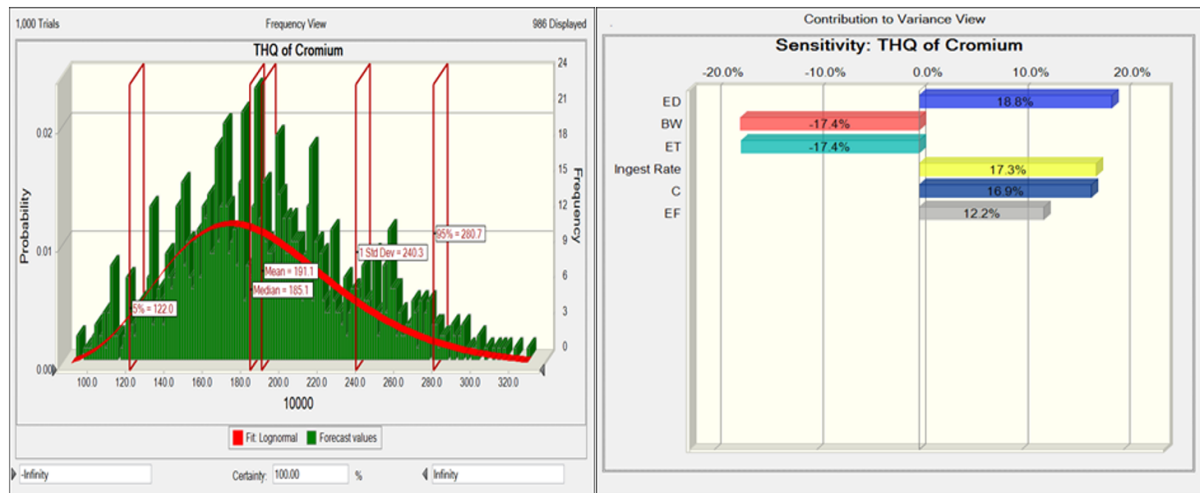 1,000 Trials Frequency View 986 Displayed
THQ of Cromium
24
21
18
15
12
9
6
3
0
Frequency
0.02
0.01
0.00
Probability
5% = 122.0
Median = 185.1
Mean = 191.1
1 Std Dev = 240.3
95% = 280.7
100.0 120.0 140.0 160.0 180.0 200.0 220.0 240.0 260.0 280.0 300.0 320.0
10000
Fit: Lognormal Forecast values
-Infinity Certainty: 100.00 % Infinity
Contribution to Variance View
Sensitivity: THQ of Cromium
-20.0% -10.0% 0.0% 10.0% 20.0%
ED 18.8%
BW -17.4%
ET -17.4%
Ingest Rate 17.3%
C 16.9%
EF 12.2%